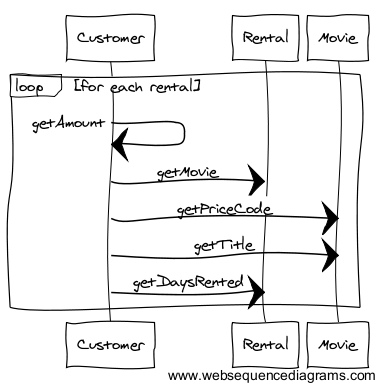 Customer Rental Movie
loop [for each rental]
getAmount
getMovie
getPriceCode
getTitle
getDaysRented
Customer Rental Movie
www.websequencediagrams.com